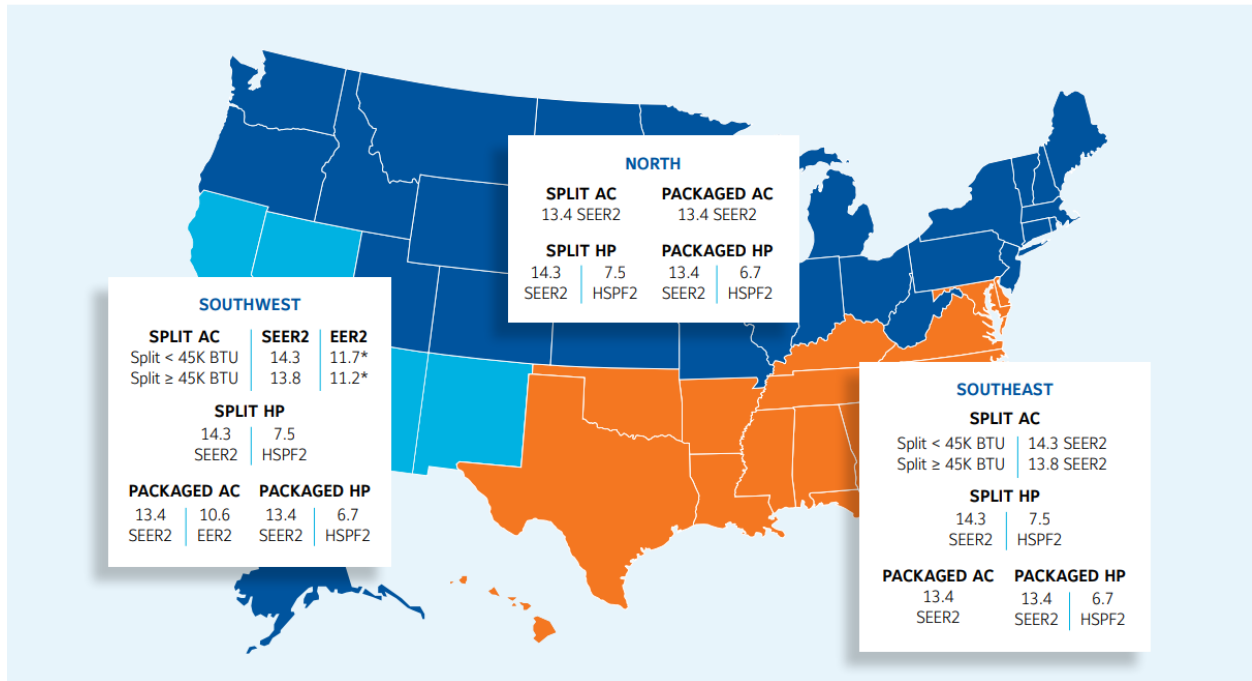 NORTH
SPLIT AC PACKAGED AC
13.4 SEER2 13.4 SEER2
SPLIT HP PACKAGED HP
14.3 7.5 13.4 6.7
SEER2 HSPF2 SEER2 HSPF2
SOUTHWEST
SPLIT AC SEER2 EER2
Split < 45K BTU 14.3 11.7*
Split ≥ 45K BTU 13.8 11.2*
SPLIT HP
14.3 7.5
SEER2 HSPF2
PACKAGED AC PACKAGED HP
13.4 10.6 13.4 6.7
SEER2 EER2 SEER2 HSPF2
SOUTHEAST
SPLIT AC
Split < 45K BTU 14.3 SEER2
Split ≥ 45K BTU 13.8 SEER2
SPLIT HP
14.3 7.5
SEER2 HSPF2
PACKAGED AC PACKAGED HP
13.4 13.4 6.7
SEER2 SEER2 HSPF2